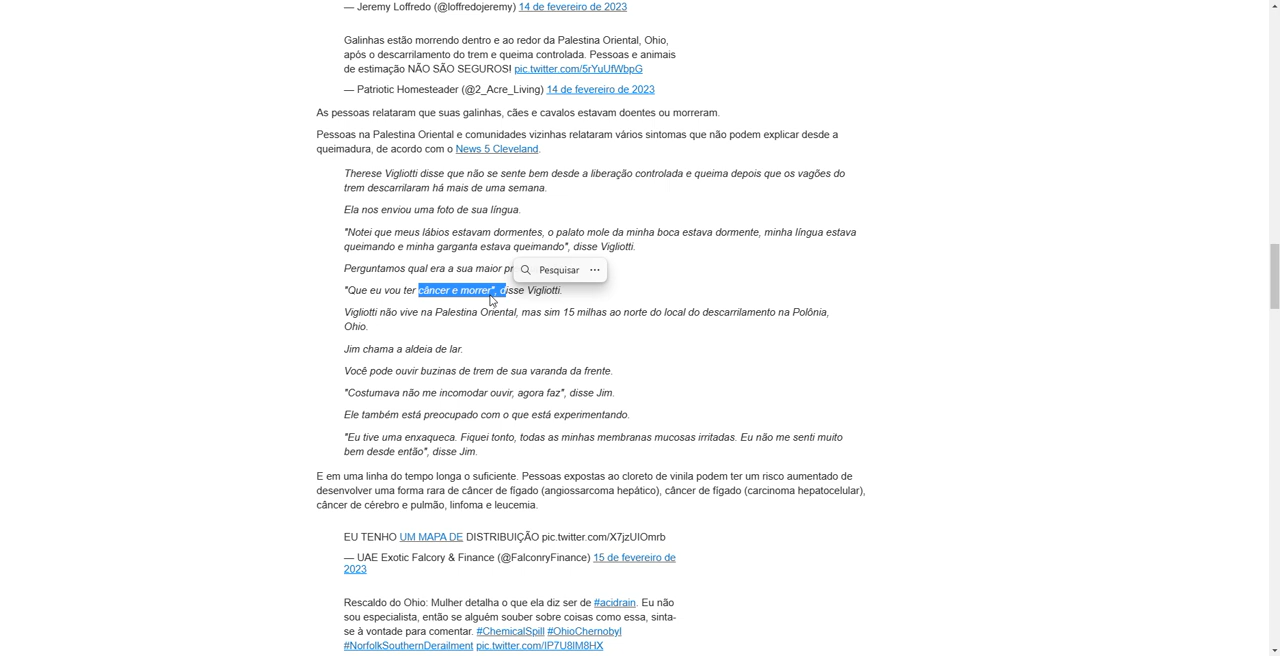 — Jeremy Loffredo (@loffredojeremy) 14 de fevereiro de 2023
Galinhas estão morrendo dentro e ao redor da Palestina Oriental, Ohio,
após o descarrilamento do trem e queima controlada. Pessoas e animais
de estimação NÃO SÃO SEGUROS! pic.twitter.com/5rYuUfWbpG
— Patriotic Homesteader (@2_Acre_Living) 14 de fevereiro de 2023
As pessoas relataram que suas galinhas, cães e cavalos estavam doentes ou morreram.
Pessoas na Palestina Oriental e comunidades vizinhas relataram vários sintomas que não podem explicar desde a
queimadura, de acordo com o News 5 Cleveland.
Therese Vigliotti disse que não se sente bem desde a liberação controlada e queima depois que os vagões do
trem descarrilaram há mais de uma semana.
Ela nos enviou uma foto de sua língua.
"Notei que meus lábios estavam dormentes, o palato mole da minha boca estava dormente, minha língua estava
queimando e minha garganta estava queimando", disse Vigliotti.
Perguntamos qual era a sua maior
Pesquisar
"Que eu vou ter câncer e morrer", disse Vigliotti.
Vigliotti não vive na Palestina Oriental, mas sim 15 milhas ao norte do local do descarrilamento na Polônia,
Ohio.
Jim chama a aldeia de lar.
Você pode ouvir buzinas de trem de sua varanda da frente.
"Costumava não me incomodar ouvir, agora faz", disse Jim.
Ele também está preocupado com o que está experimentando.
"Eu tive uma enxaqueca. Fiquei tonto, todas as minhas membranas mucosas irritadas. Eu não me senti muito
bem desde então", disse Jim.
E em uma linha do tempo longa o suficiente. Pessoas expostas ao cloreto de vinila podem ter um risco aumentado de
desenvolver uma forma rara de câncer de fígado (angiossarcoma hepático), câncer de fígado (carcinoma hepatocelular),
câncer de cérebro e pulmão, linfoma e leucemia.
EU TENHO UM MAPA DE DISTRIBUIÇÃO pic.twitter.com/X7jzUIOmrb
— UAE Exotic Falcory & Finance (@FalconryFinance) 15 de fevereiro de
2023
Rescaldo do Ohio: Mulher detalha o que ela diz ser de #acidrain. Eu não
sou especialista, então se alguém souber sobre coisas como essa, sinta-
se à vontade para comentar. #ChemicalSpill #OhioChernobyl
#NorfolkSouthernDerailment pic.twitter.com/IP7U8IM8HX